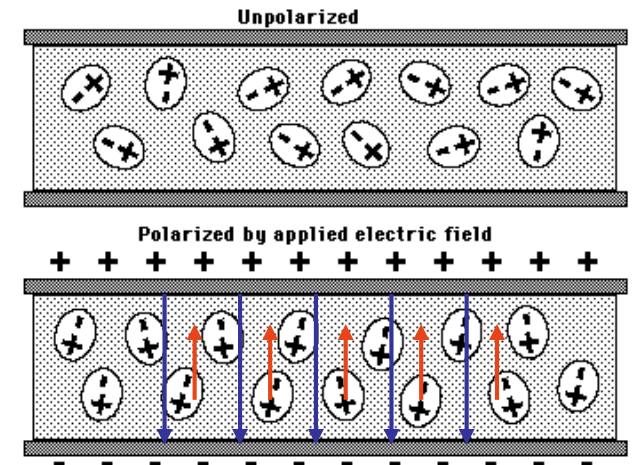 Unpolarized
Polarized by applied electric field
+ + + + + + + + + + + +
- - - - - - - - - - - -